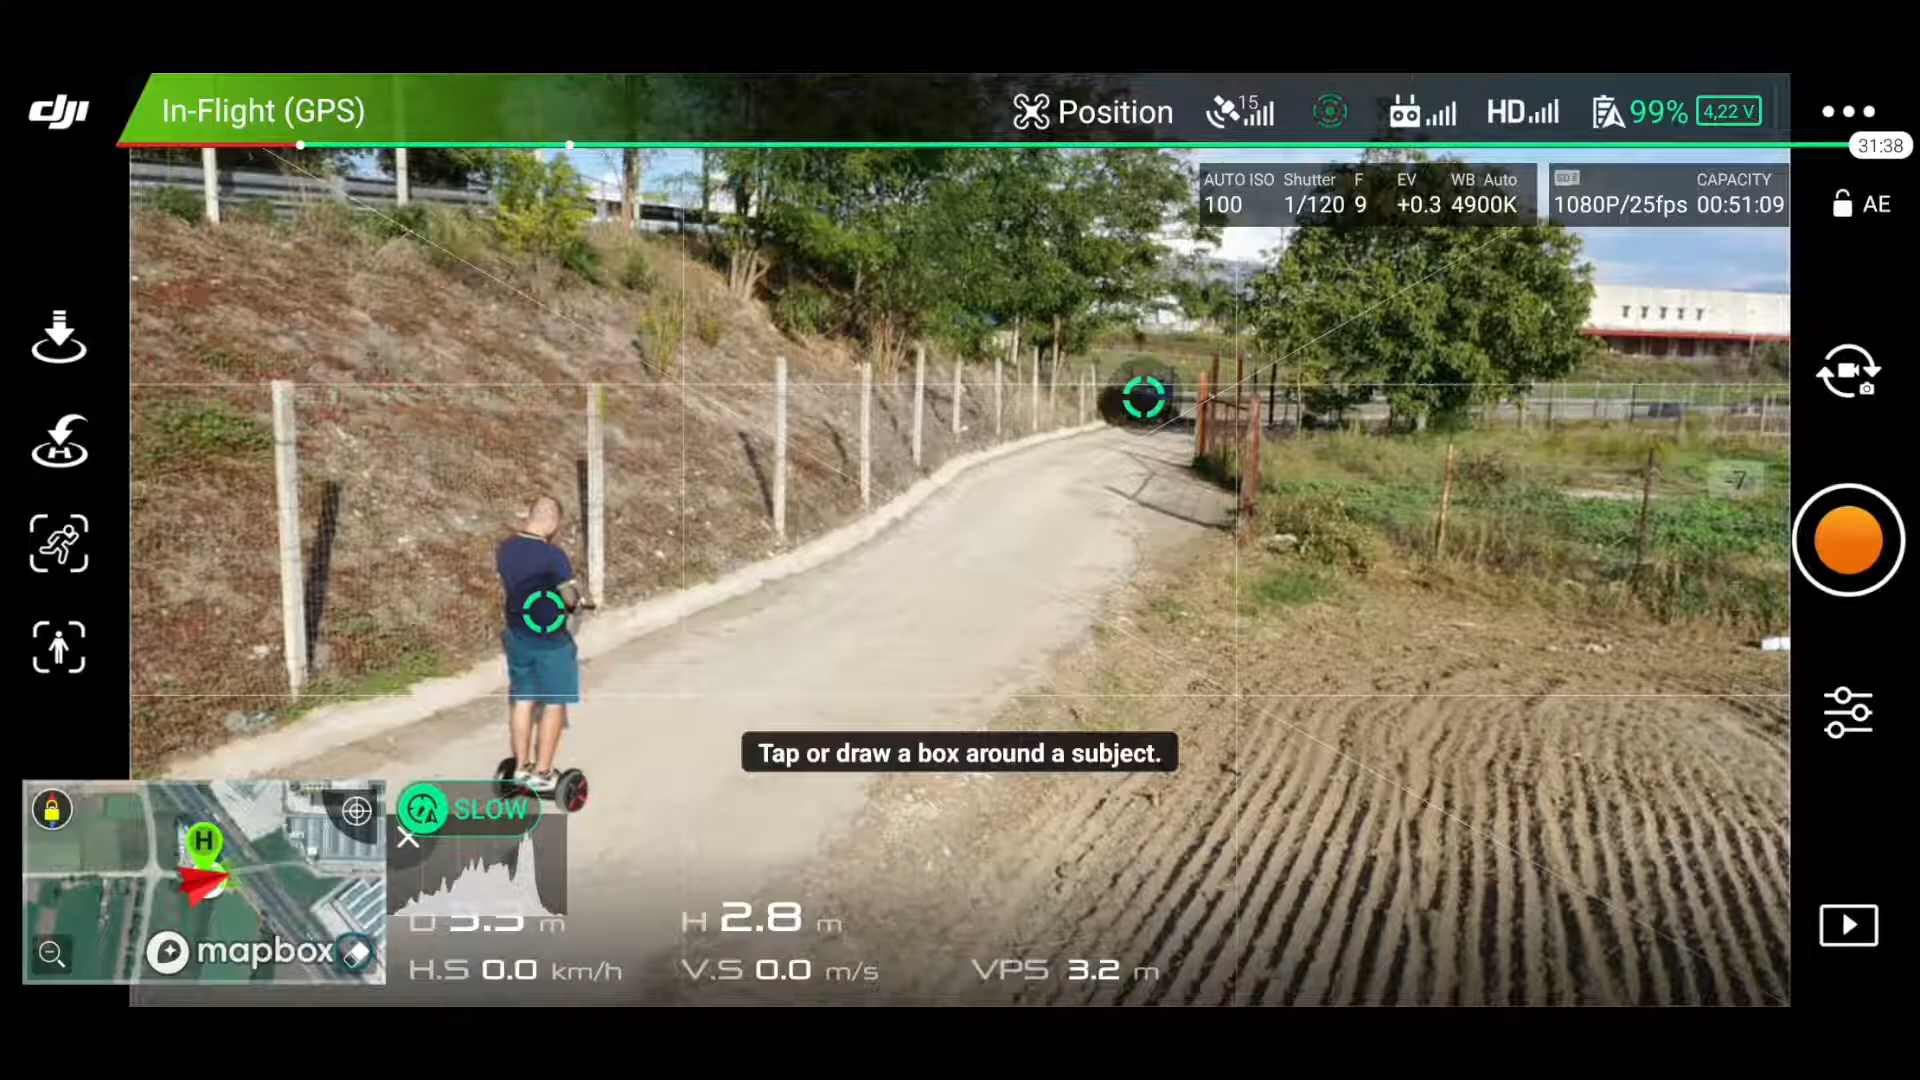 dji
In-Flight (GPS)
Position
15
HD
99%
4,22 V
31:38
AUTO ISO Shutter F EV WB Auto
100 1/120 9 +0.3 4900K
CAPACITY
1080P/25fps 00:51:09
AE
Tap or draw a box around a subject.
SLOW
H
mapbox
D 5.5 m
H 2.8 m
H.S 0.0 km/h
V.S 0.0 m/s
VPS 3.2 m